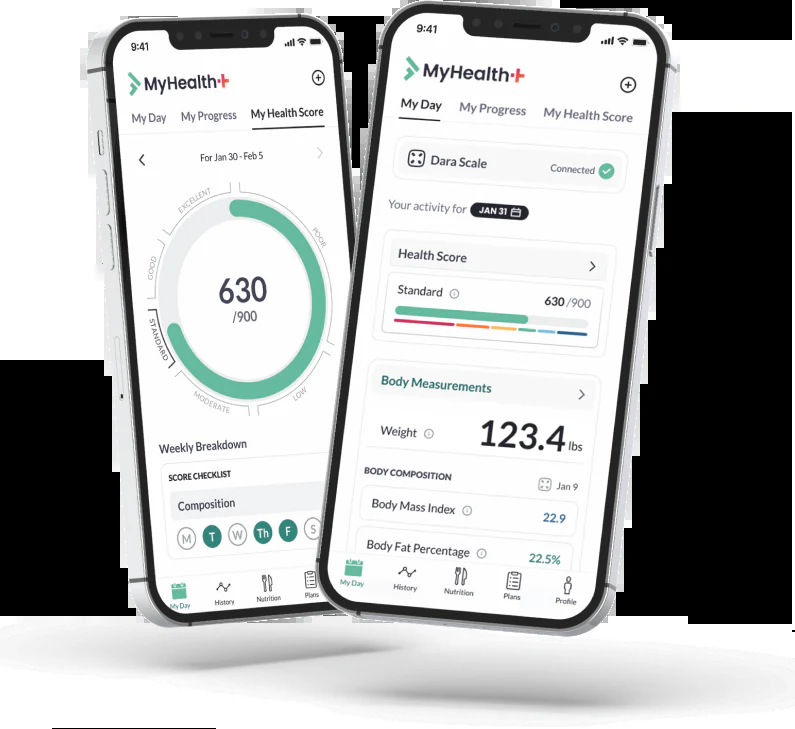 9:41
MyHealth+
My Day My Progress My Health Score
For Jan 30 - Feb 5
EXCELLENT
POOR
GOOD
STANDARD
MODERATE
LOW
630
/900
Weekly Breakdown
SCORE CHECKLIST
Composition
M T W Th F S
My Day History Nutrition Plans
9:41
MyHealth+
My Day My Progress My Health Score
Dara Scale Connected
Your activity for JAN 31
Health Score
Standard 630 /900
Body Measurements
Weight 123.4 lbs
BODY COMPOSITION Jan 9
Body Mass Index 22.9
Body Fat Percentage 22.5%
My Day History Nutrition Plans Profile